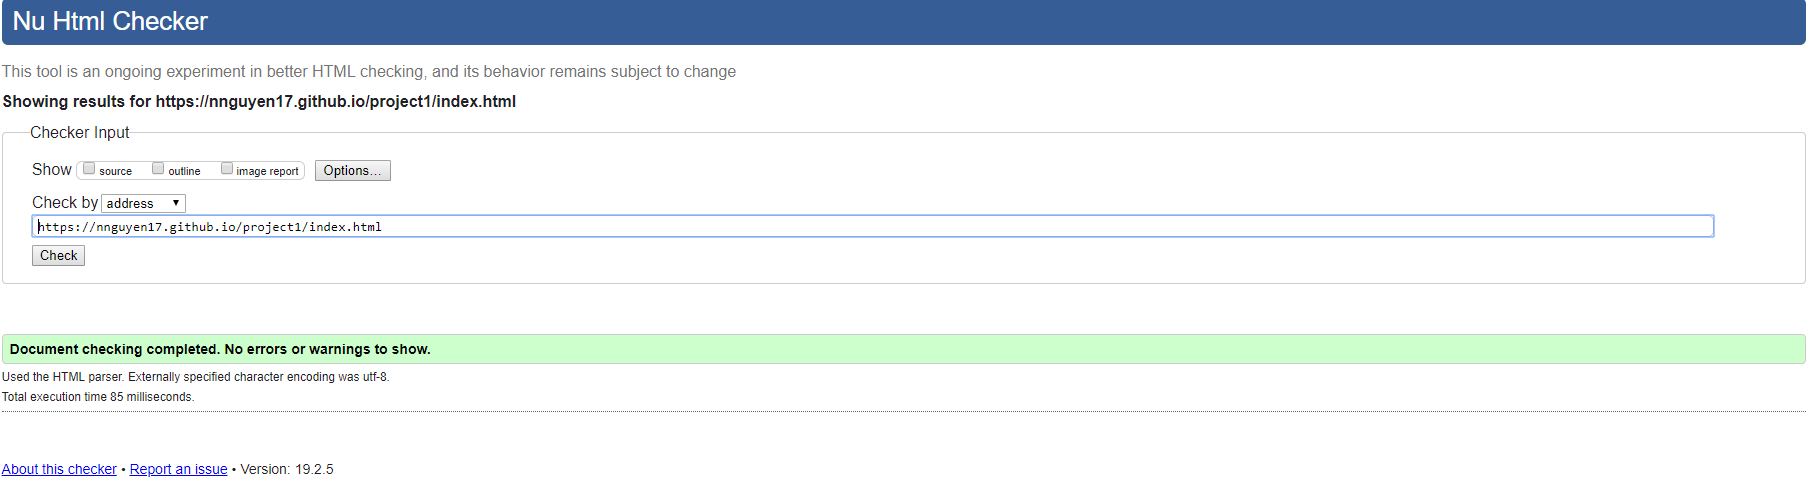 Nu Html Checker
This tool is an ongoing experiment in better HTML checking, and its behavior remains subject to change
Showing results for https://nnguyen17.github.io/project1/index.html
Checker Input
Show source outline image report Options...
Check by address
https://nnguyen17.github.io/project1/index.html
Check
Document checking completed. No errors or warnings to show.
Used the HTML parser. Externally specified character encoding was utf-8.
Total execution time 85 milliseconds.
About this checker • Report an issue • Version: 19.2.5